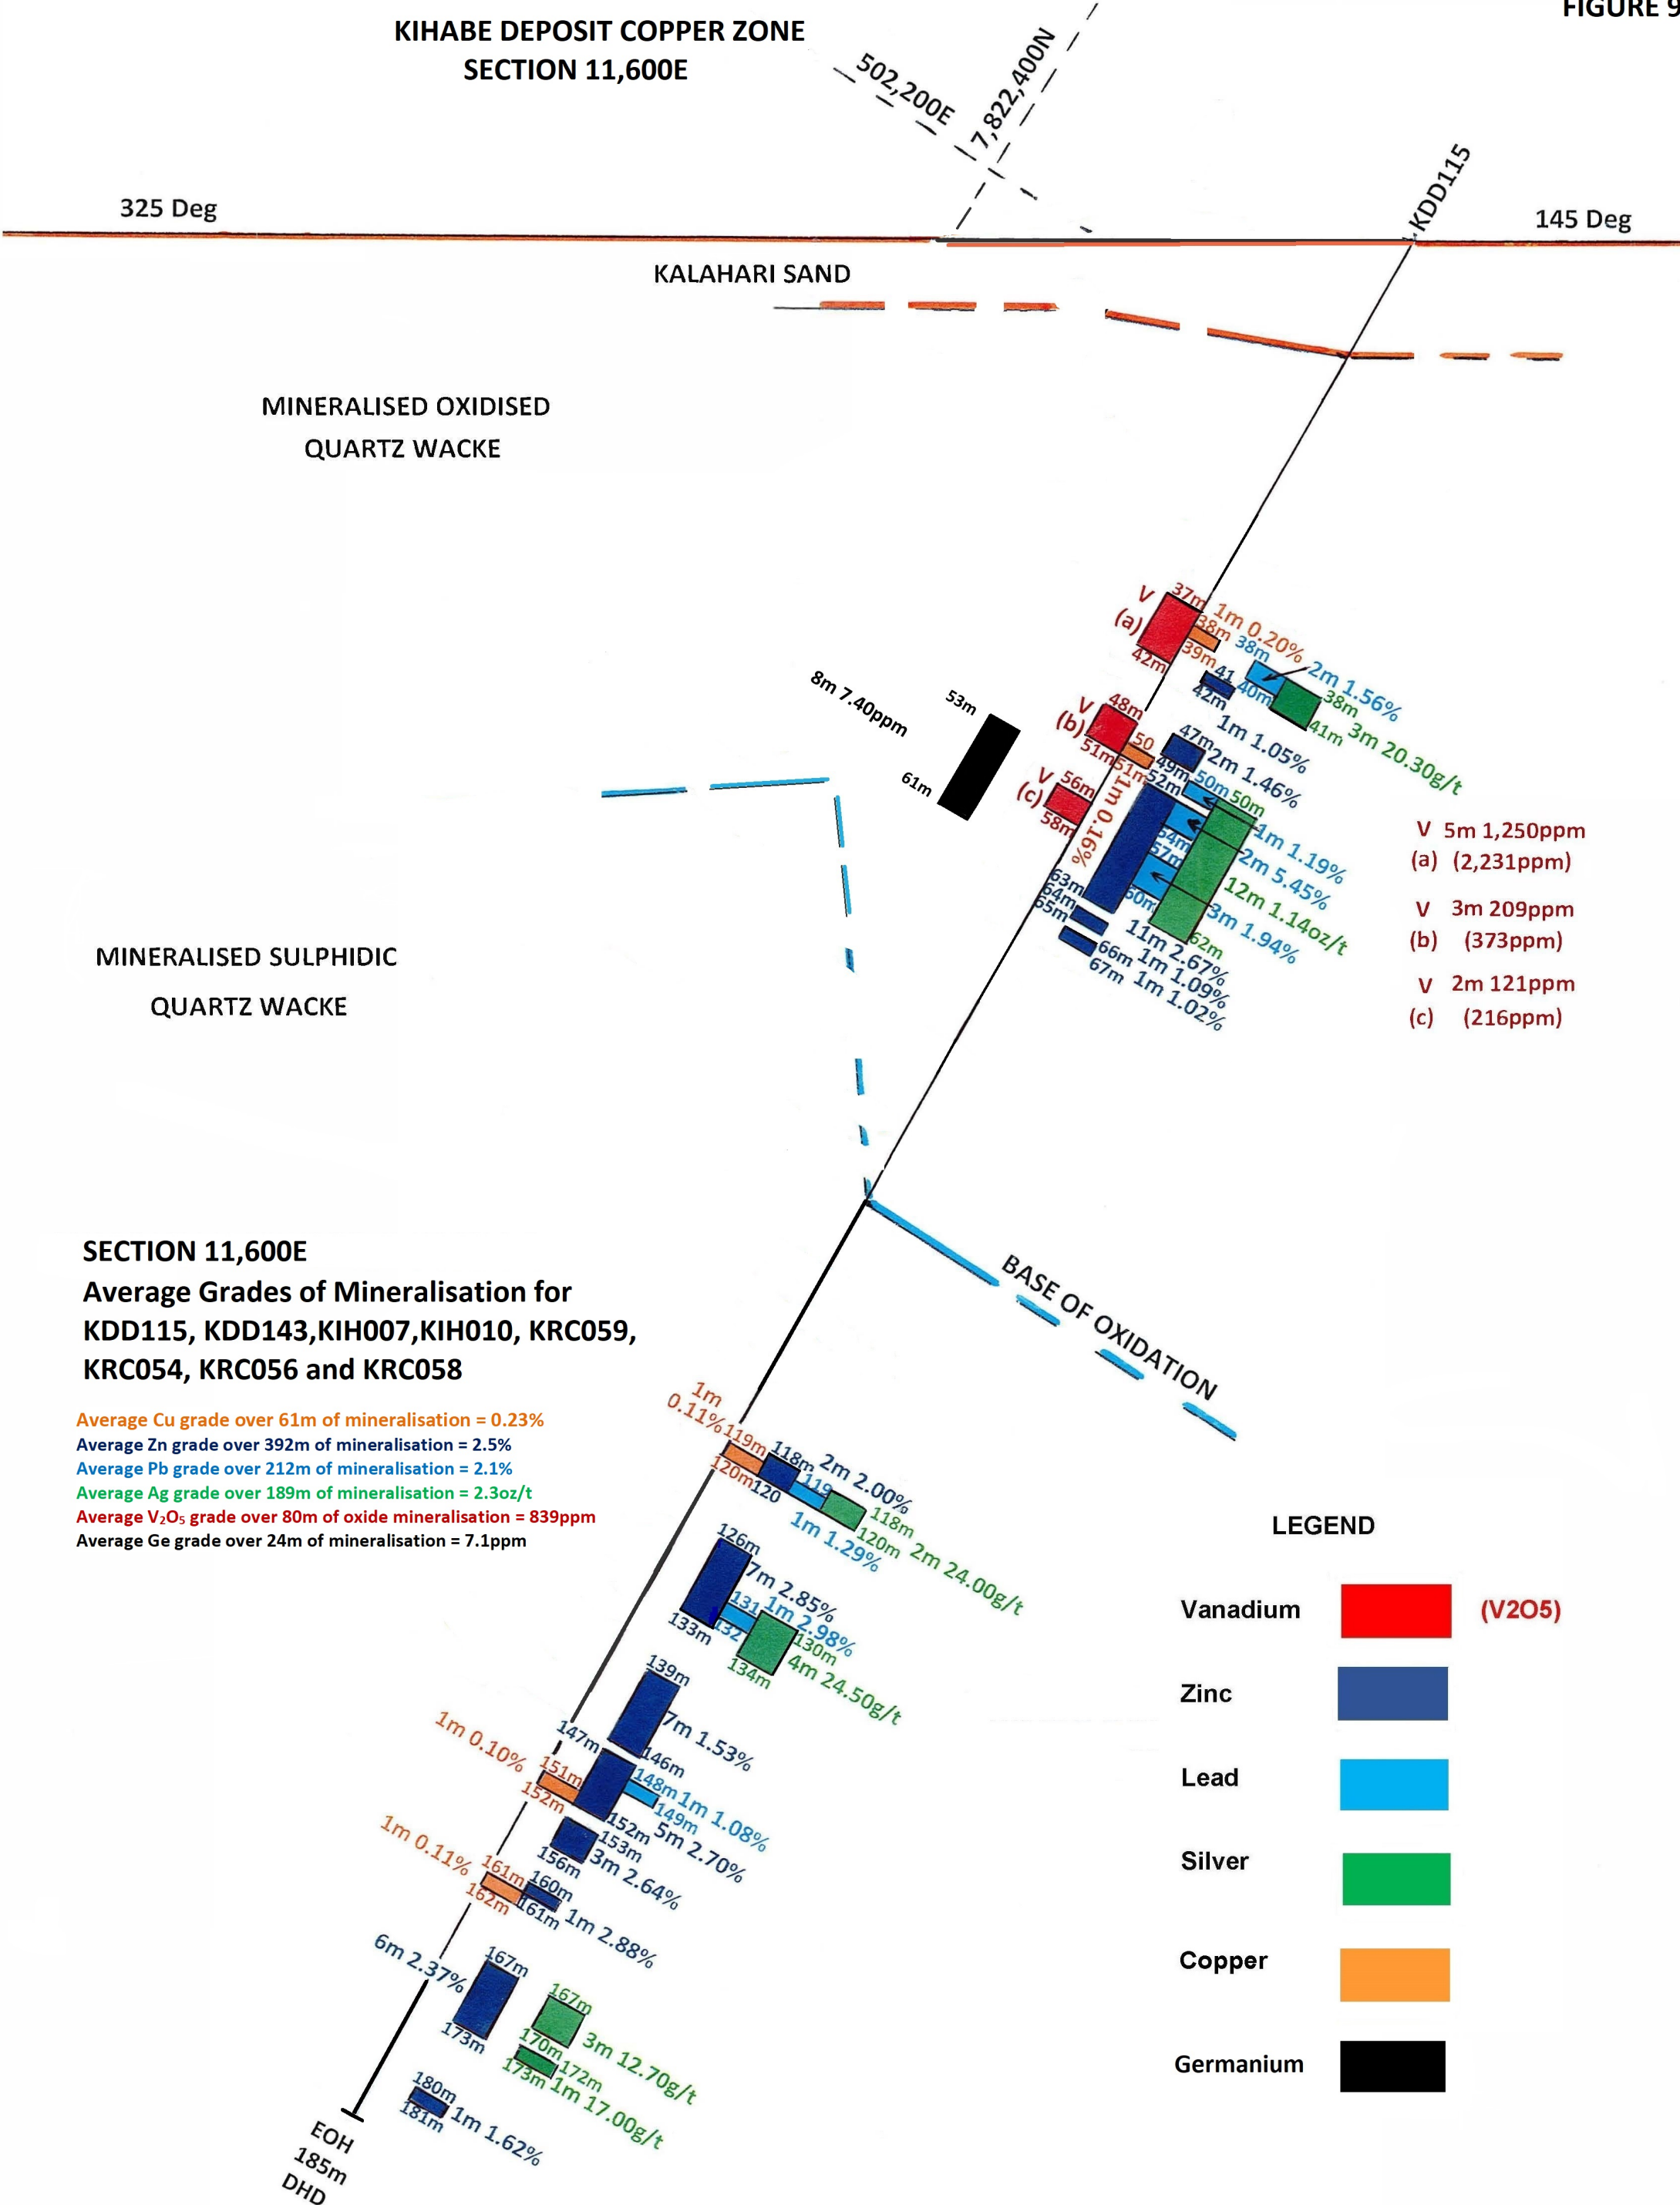 FIGURE 9
KIHABE DEPOSIT COPPER ZONE
SECTION 11,600E
502,200E
7,822,400N
KDD115
325 Deg
145 Deg
KALAHARI SAND
MINERALISED OXIDISED
QUARTZ WACKE
V
(a)
37m
42m
1m 0.20%
38m
39m
38m
40m
2m 1.56%
41
42m
1m 1.05%
38m
41m
3m 20.30g/t
8m 7.40ppm
53m
61m
V
(b)
48m
51m
50
51m
1m 0.16%
47m
49m
2m 1.46%
V
(c)
56m
58m
52m
50m
50m
1m 1.19%
54m
2m 5.45%
57m
60m
12m 1.14oz/t
3m 1.94%
62m
63m
64m
65m
11m 2.67%
66m 1m 1.09%
67m 1m 1.02%
V 5m 1,250ppm
(a) (2,231ppm)
V 3m 209ppm
(b) (373ppm)
V 2m 121ppm
(c) (216ppm)
MINERALISED SULPHIDIC
QUARTZ WACKE
BASE OF OXIDATION
SECTION 11,600E
Average Grades of Mineralisation for
KDD115, KDD143,KIH007,KIH010, KRC059,
KRC054, KRC056 and KRC058
Average Cu grade over 61m of mineralisation = 0.23%
Average Zn grade over 392m of mineralisation = 2.5%
Average Pb grade over 212m of mineralisation = 2.1%
Average Ag grade over 189m of mineralisation = 2.3oz/t
Average V₂O₅ grade over 80m of oxide mineralisation = 839ppm
Average Ge grade over 24m of mineralisation = 7.1ppm
1m
0.11%
119m
120m
118m
120
2m 2.00%
119
1m 1.29%
118m
120m
2m 24.00g/t
126m
133m
7m 2.85%
131
132
1m 2.98%
130m
134m
4m 24.50g/t
139m
146m
7m 1.53%
147m
1m 0.10%
151m
152m
148m
149m
1m 1.08%
152m
5m 2.70%
153m
156m
3m 2.64%
1m 0.11%
161m
162m
160m
161m
1m 2.88%
6m 2.37%
167m
173m
167m
170m
3m 12.70g/t
172m
173m
1m 17.00g/t
180m
181m
1m 1.62%
EOH
185m
DHD
LEGEND
Vanadium
(V2O5)
Zinc
Lead
Silver
Copper
Germanium